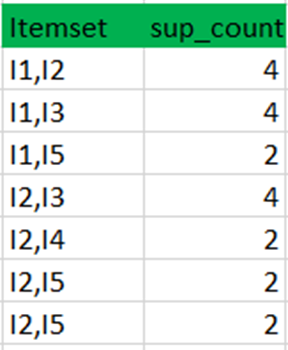 Itemset sup_count
I1,I2 4
I1,I3 4
I1,I5 2
I2,I3 4
I2,I4 2
I2,I5 2
I2,I5 2